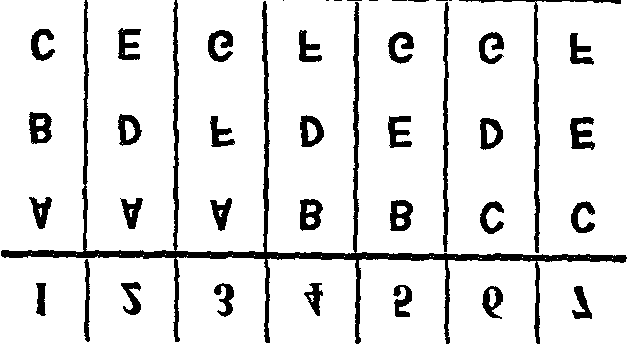 1 2 3 4 5 6 7
A A A B B C C
B D F D E D E
C E G F G G F